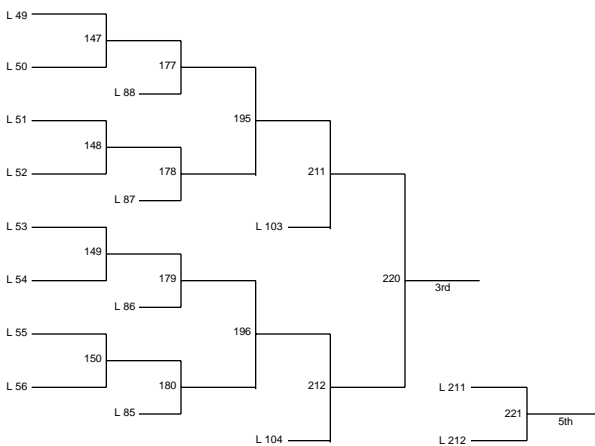 L 49
147
L 50
177
L 88
L 51
195
148
L 52
178
211
L 87
L 53
L 103
149
L 54
179
220
3rd
L 86
L 55
196
150
L 56
180
212
L 211
L 85
221
5th
L 104
L 212